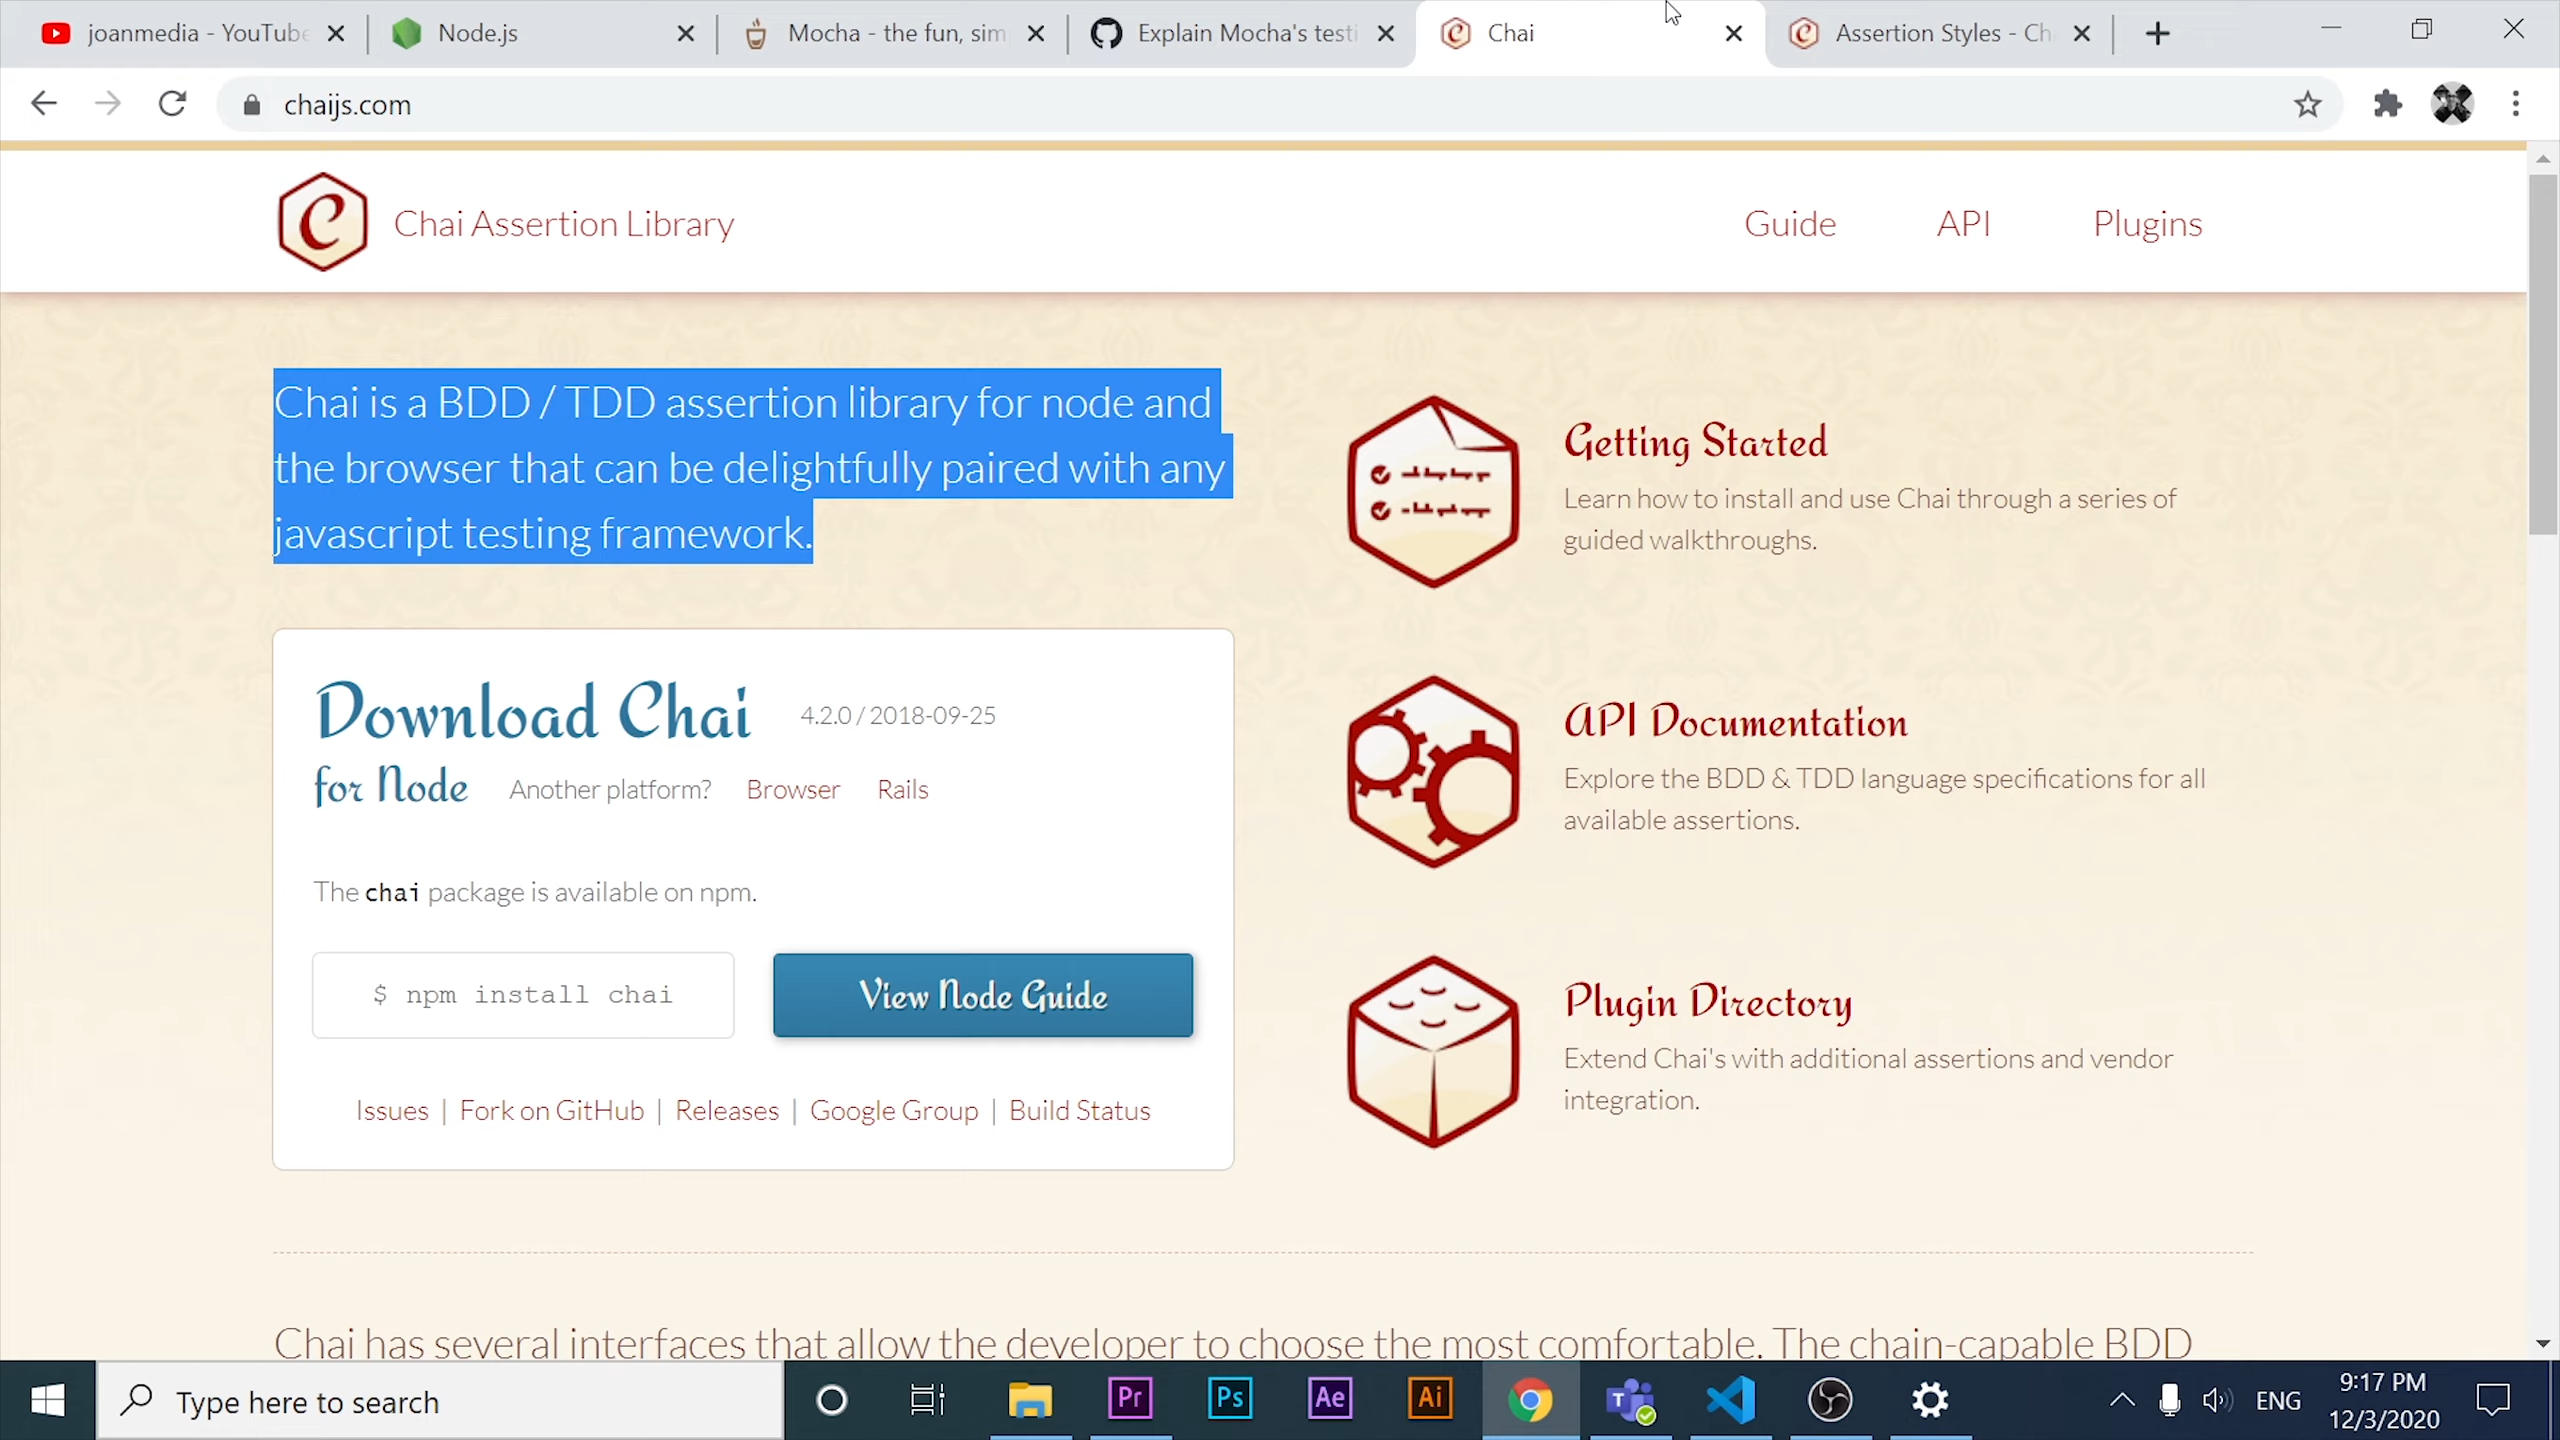 joanmedia - YouTube
Node.js
Mocha - the fun, sim
Explain Mocha's testi
Chai
Assertion Styles - Ch
chaijs.com
Chai Assertion Library
Guide
API
Plugins
Chai is a BDD / TDD assertion library for node and
the browser that can be delightfully paired with any
javascript testing framework.
Getting Started
Learn how to install and use Chai through a series of
guided walkthroughs.
Download Chai
4.2.0 / 2018-09-25
for Node
Another platform?
Browser
Rails
The chai package is available on npm.
$ npm install chai
View Node Guide
Issues | Fork on GitHub | Releases | Google Group | Build Status
API Documentation
Explore the BDD & TDD language specifications for all
available assertions.
Plugin Directory
Extend Chai's with additional assertions and vendor
integration.
Chai has several interfaces that allow the developer to choose the most comfortable. The chain-capable BDD
Type here to search
Pr
Ps
Ae
Ai
ENG
9:17 PM
12/3/2020